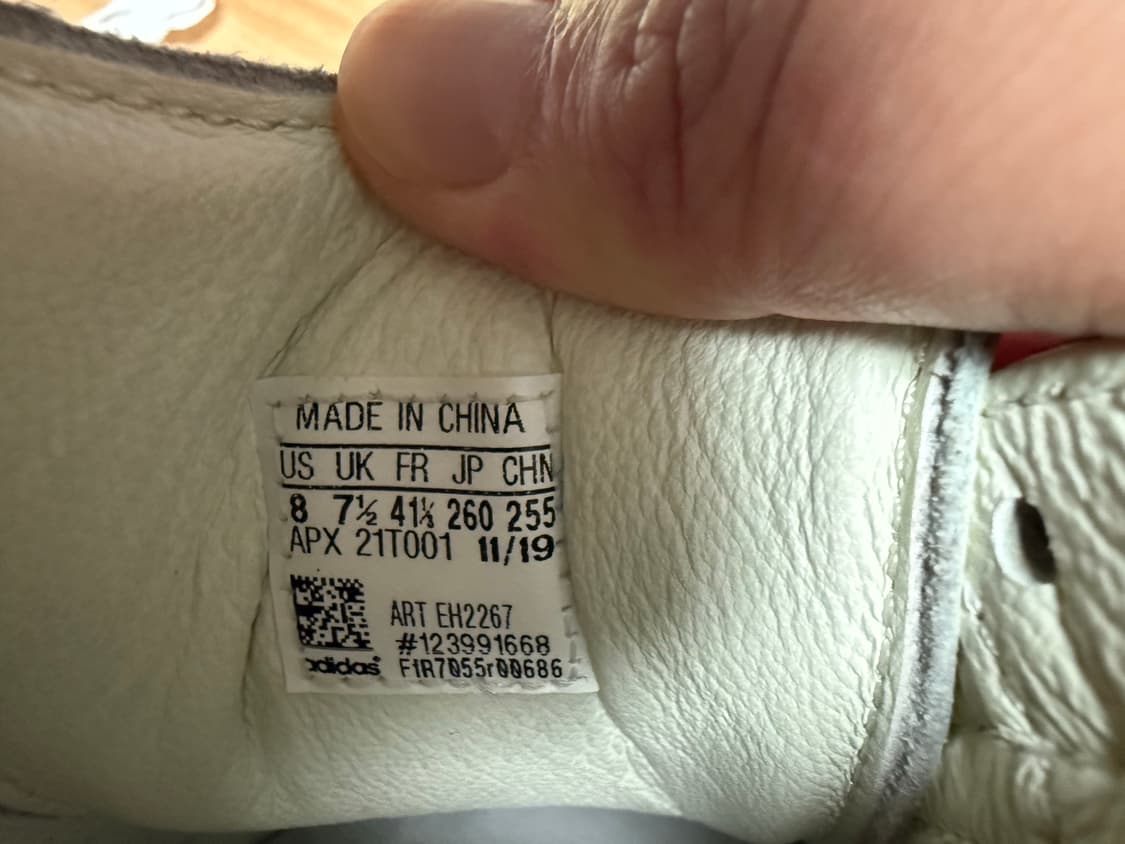 MADE IN CHINA
US UK FR JP CHN
8 7½ 41⅓ 260 255
APX 21T001 11/19
ART EH2267
#123991668
adidas® F1R7055r00686